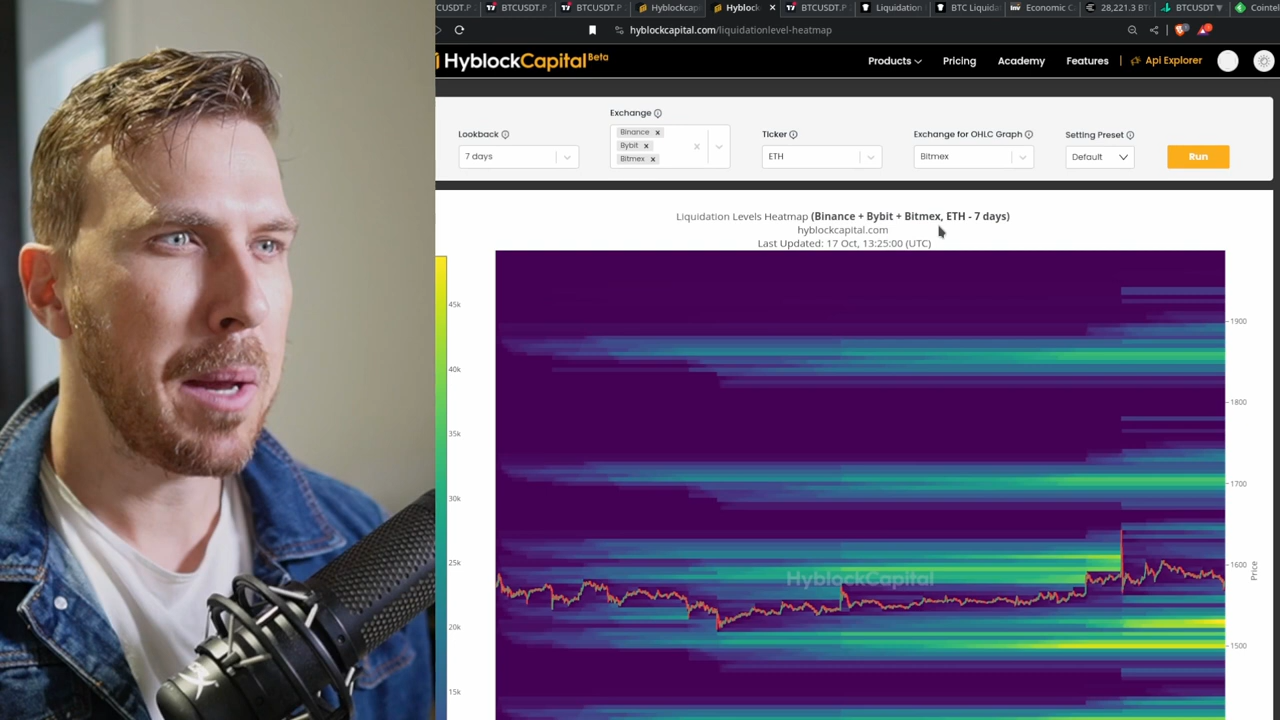 BTCUSDT.P
BTCUSDT.P
Hyblockcap
Hyblock
BTCUSDT.P
Liquidation
BTC Liquida
Economic C
28,221.3 BT
BTCUSDT
Cointel
hyblockcapital.com/liquidationlevel-heatmap
HyblockCapital Beta
Products
Pricing
Academy
Features
Api Explorer
Lookback
7 days
Exchange
Binance x
Bybit x
Bitmex x
Ticker
ETH
Exchange for OHLC Graph
Bitmex
Setting Preset
Default
Run
Liquidation Levels Heatmap (Binance + Bybit + Bitmex, ETH - 7 days)
hyblockcapital.com
Last Updated: 17 Oct, 13:25:00 (UTC)
45k
40k
35k
30k
25k
20k
15k
HyblockCapital
1900
1800
1700
1600
1500
Price